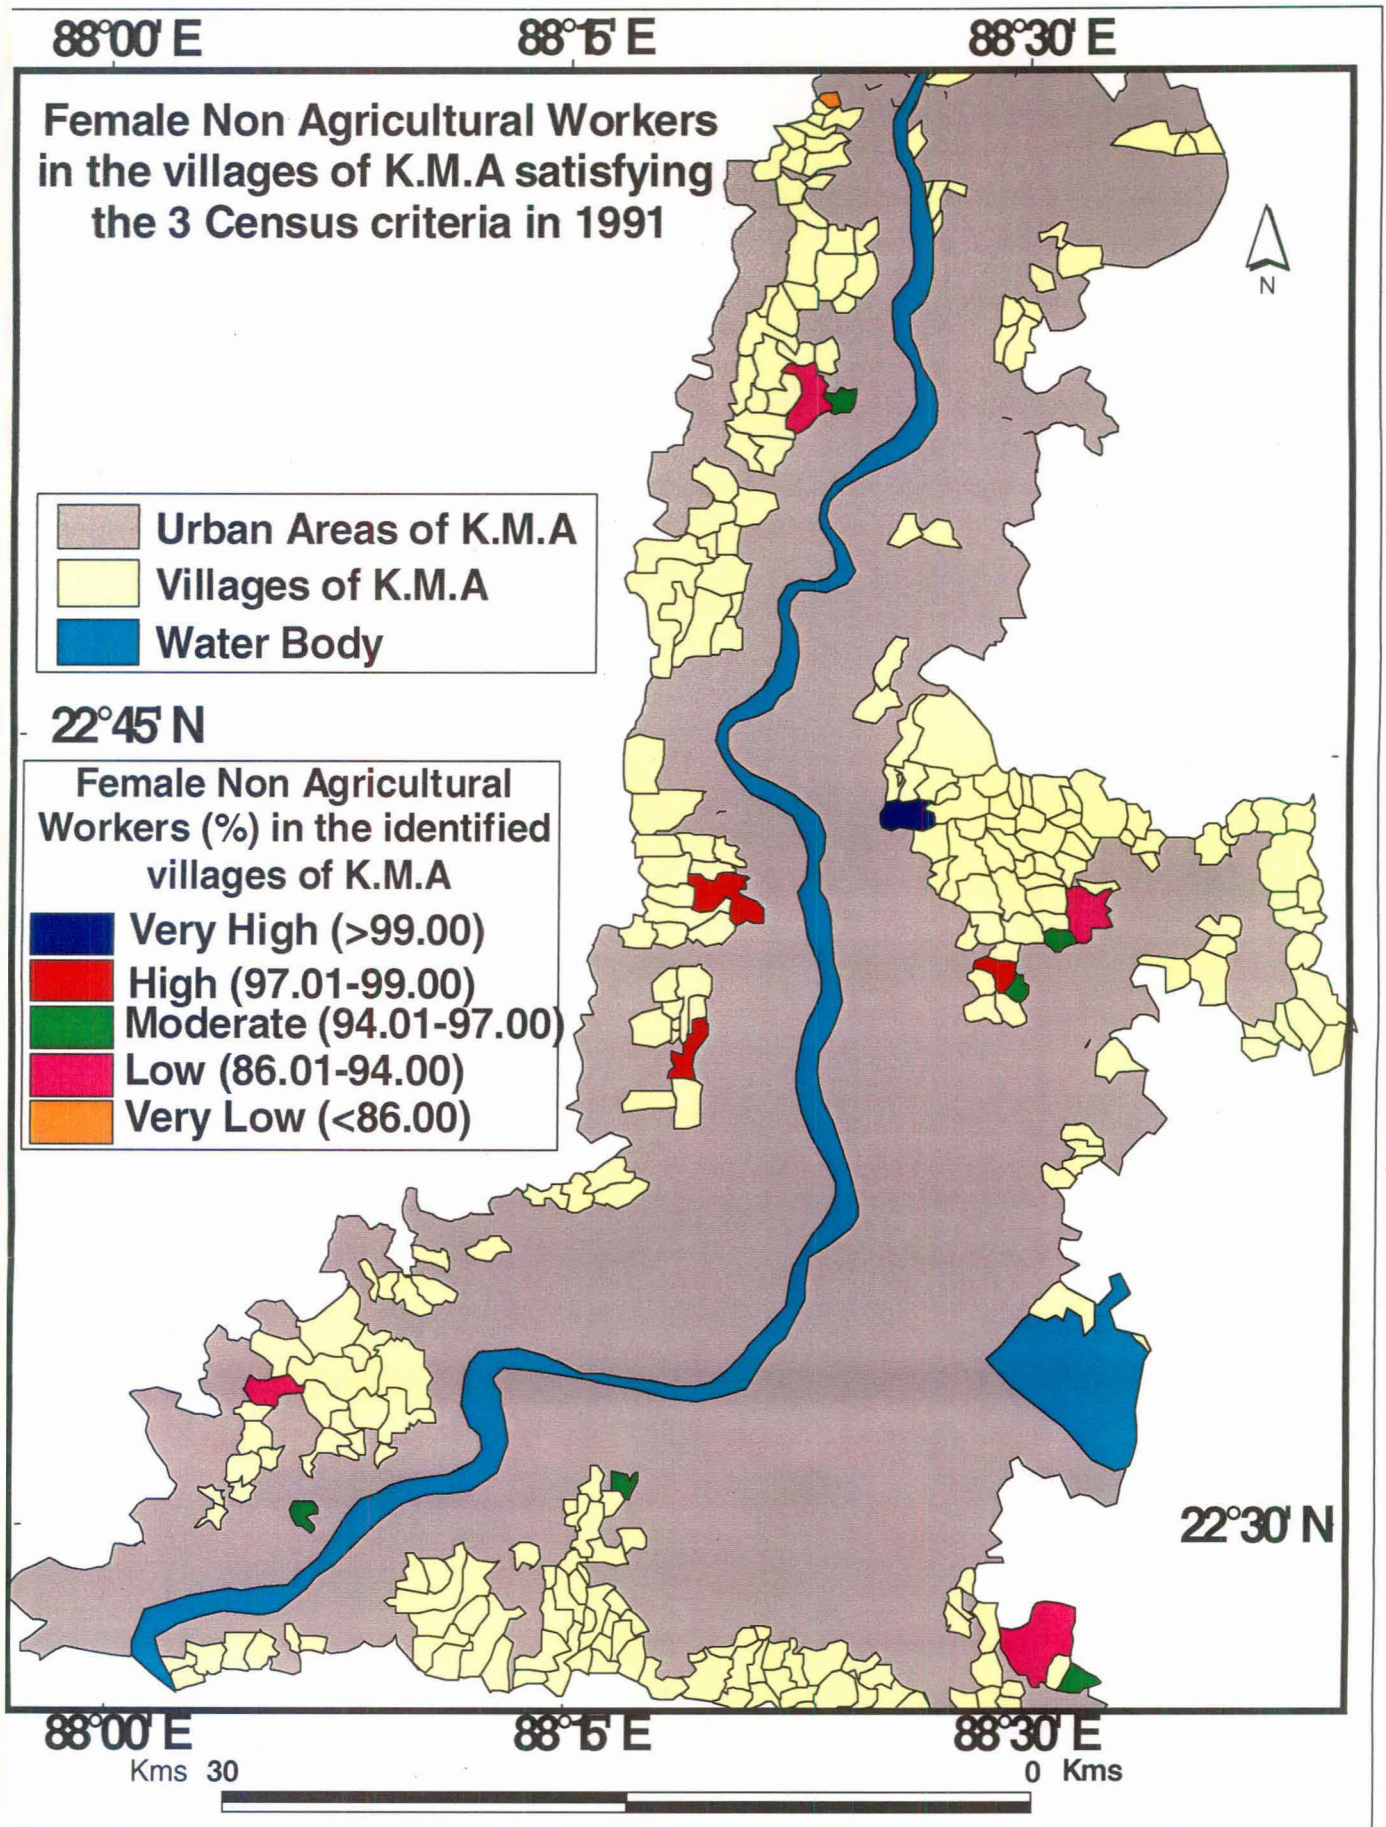 88°00' E 88°15' E 88°30' E
Female Non Agricultural Workers
in the villages of K.M.A satisfying
the 3 Census criteria in 1991
N
Urban Areas of K.M.A
Villages of K.M.A
Water Body
22°45' N
Female Non Agricultural
Workers (%) in the identified
villages of K.M.A
Very High (>99.00)
High (97.01-99.00)
Moderate (94.01-97.00)
Low (86.01-94.00)
Very Low (<86.00)
22°30' N
88°00' E 88°15' E 88°30' E
Kms 30 0 Kms